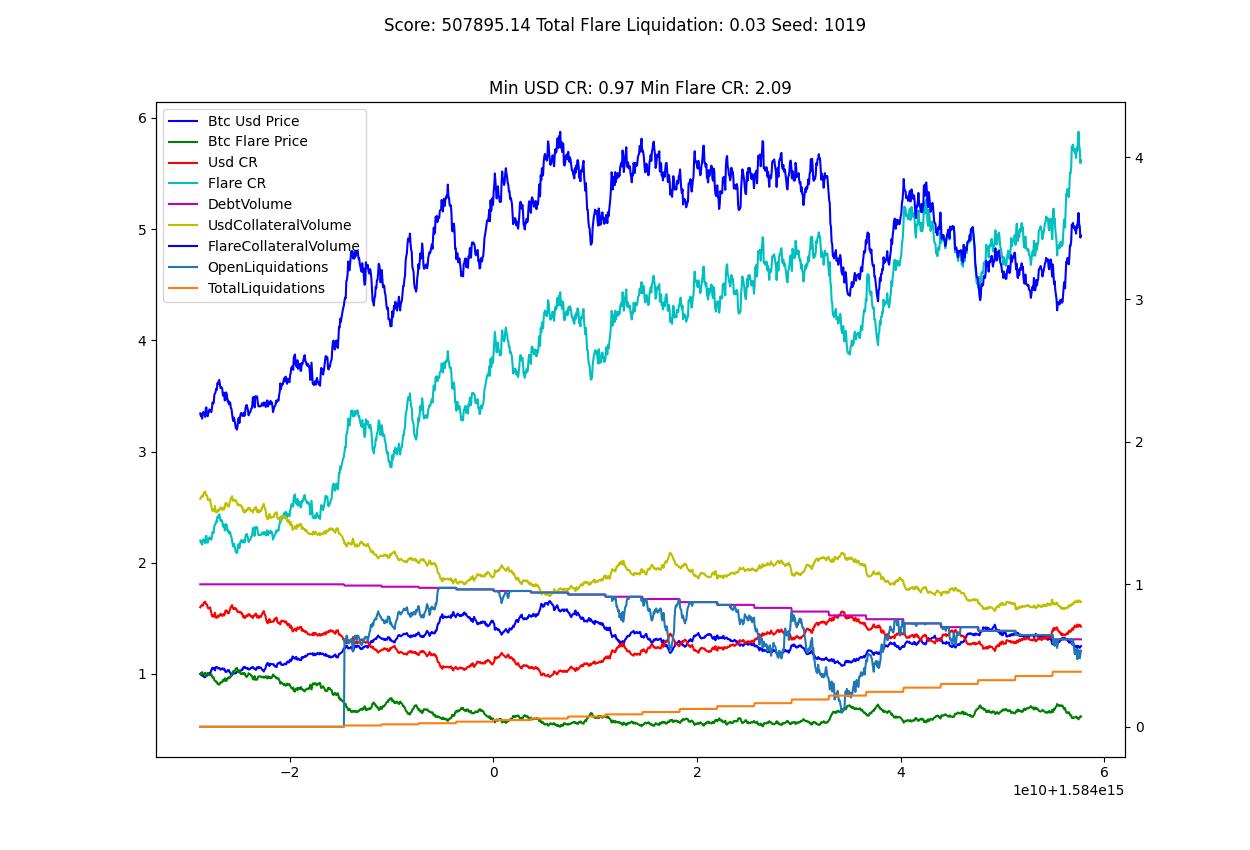 Score: 507895.14 Total Flare Liquidation: 0.03 Seed: 1019
Min USD CR: 0.97 Min Flare CR: 2.09
Btc Usd Price
Btc Flare Price
Usd CR
Flare CR
DebtVolume
UsdCollateralVolume
FlareCollateralVolume
OpenLiquidations
TotalLiquidations
6
5
4
3
2
1
4
3
2
1
0
−2
0
2
4
6
1e10+1.584e15